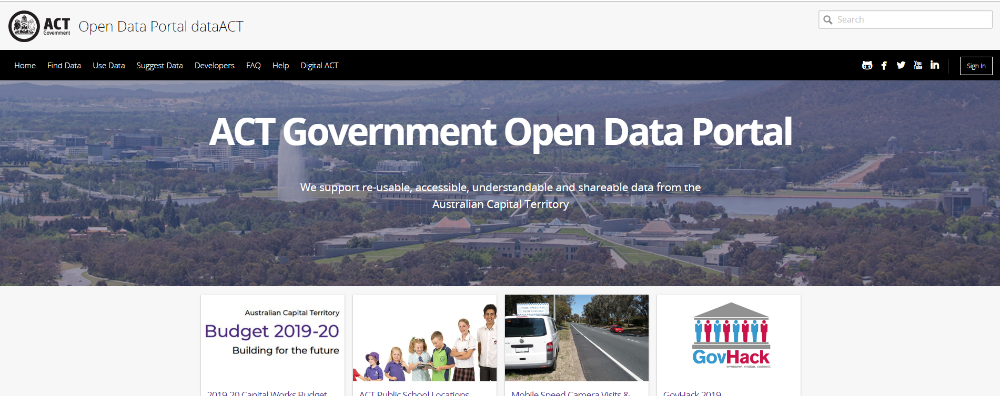 ACT
Government
Open Data Portal dataACT
Search
Home Find Data Use Data Suggest Data Developers FAQ Help Digital ACT
You
Tube
in
Sign In
ACT Government Open Data Portal
We support re-usable, accessible, understandable and shareable data from the
Australian Capital Territory
Australian Capital Territory
Budget 2019-20
Building for the future
YOUR SPEED HAS
BEEN CHECKED
GovHack
empower. enable. connect.
2019-20 Capital Works Budget
ACT Public School Locations
Mobile Speed Camera Visits &
GovHack 2019